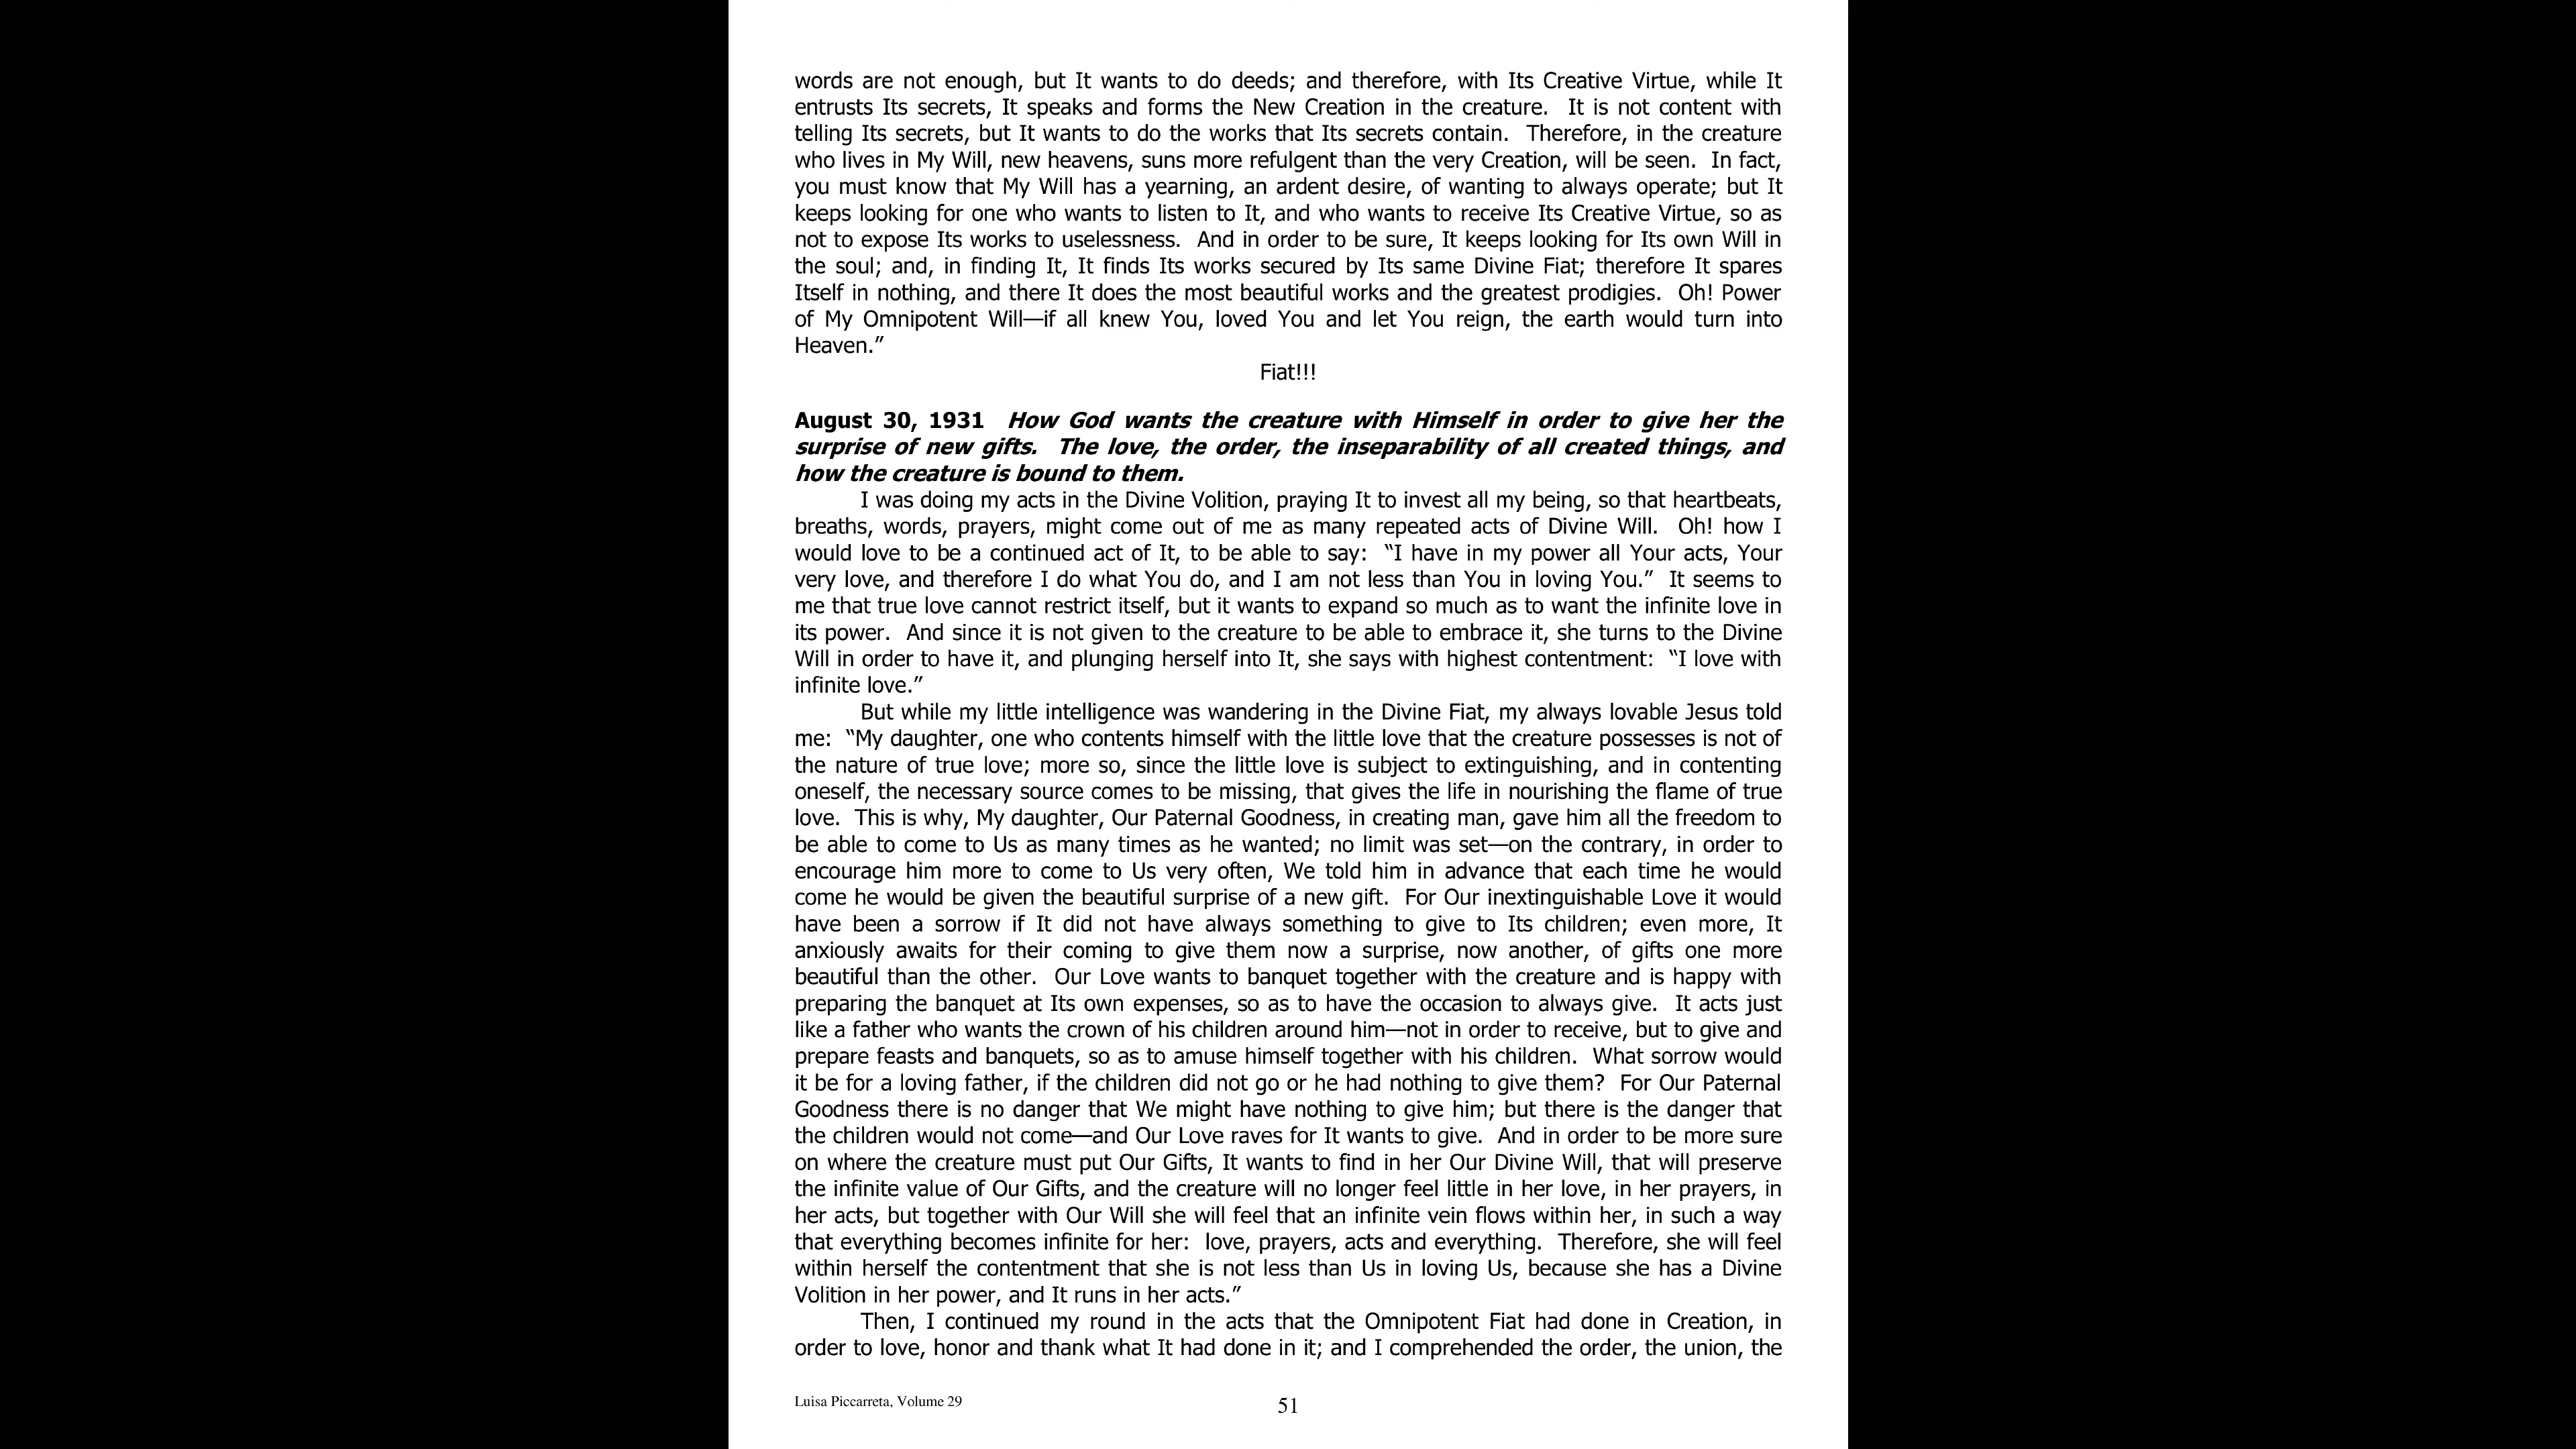 words are not enough, but It wants to do deeds; and therefore, with Its Creative Virtue, while It
entrusts Its secrets, It speaks and forms the New Creation in the creature.  It is not content with
telling Its secrets, but It wants to do the works that Its secrets contain.  Therefore, in the creature
who lives in My Will, new heavens, suns more refulgent than the very Creation, will be seen.  In fact,
you must know that My Will has a yearning, an ardent desire, of wanting to always operate; but It
keeps looking for one who wants to listen to It, and who wants to receive Its Creative Virtue, so as
not to expose Its works to uselessness.  And in order to be sure, It keeps looking for Its own Will in
the soul; and, in finding It, It finds Its works secured by Its same Divine Fiat; therefore It spares
Itself in nothing, and there It does the most beautiful works and the greatest prodigies.  Oh! Power
of My Omnipotent Will—if all knew You, loved You and let You reign, the earth would turn into
Heaven.”
Fiat!!!
August 30, 1931  How God wants the creature with Himself in order to give her the
surprise of new gifts.  The love, the order, the inseparability of all created things, and
how the creature is bound to them.
I was doing my acts in the Divine Volition, praying It to invest all my being, so that heartbeats,
breaths, words, prayers, might come out of me as many repeated acts of Divine Will.  Oh! how I
would love to be a continued act of It, to be able to say:  “I have in my power all Your acts, Your
very love, and therefore I do what You do, and I am not less than You in loving You.”  It seems to
me that true love cannot restrict itself, but it wants to expand so much as to want the infinite love in
its power.  And since it is not given to the creature to be able to embrace it, she turns to the Divine
Will in order to have it, and plunging herself into It, she says with highest contentment:  “I love with
infinite love.”
But while my little intelligence was wandering in the Divine Fiat, my always lovable Jesus told
me:  “My daughter, one who contents himself with the little love that the creature possesses is not of
the nature of true love; more so, since the little love is subject to extinguishing, and in contenting
oneself, the necessary source comes to be missing, that gives the life in nourishing the flame of true
love.  This is why, My daughter, Our Paternal Goodness, in creating man, gave him all the freedom to
be able to come to Us as many times as he wanted; no limit was set—on the contrary, in order to
encourage him more to come to Us very often, We told him in advance that each time he would
come he would be given the beautiful surprise of a new gift.  For Our inextinguishable Love it would
have been a sorrow if It did not have always something to give to Its children; even more, It
anxiously awaits for their coming to give them now a surprise, now another, of gifts one more
beautiful than the other.  Our Love wants to banquet together with the creature and is happy with
preparing the banquet at Its own expenses, so as to have the occasion to always give.  It acts just
like a father who wants the crown of his children around him—not in order to receive, but to give and
prepare feasts and banquets, so as to amuse himself together with his children.  What sorrow would
it be for a loving father, if the children did not go or he had nothing to give them?  For Our Paternal
Goodness there is no danger that We might have nothing to give him; but there is the danger that
the children would not come—and Our Love raves for It wants to give.  And in order to be more sure
on where the creature must put Our Gifts, It wants to find in her Our Divine Will, that will preserve
the infinite value of Our Gifts, and the creature will no longer feel little in her love, in her prayers, in
her acts, but together with Our Will she will feel that an infinite vein flows within her, in such a way
that everything becomes infinite for her:  love, prayers, acts and everything.  Therefore, she will feel
within herself the contentment that she is not less than Us in loving Us, because she has a Divine
Volition in her power, and It runs in her acts.”
Then, I continued my round in the acts that the Omnipotent Fiat had done in Creation, in
order to love, honor and thank what It had done in it; and I comprehended the order, the union, the
Luisa Piccarreta, Volume 29
51